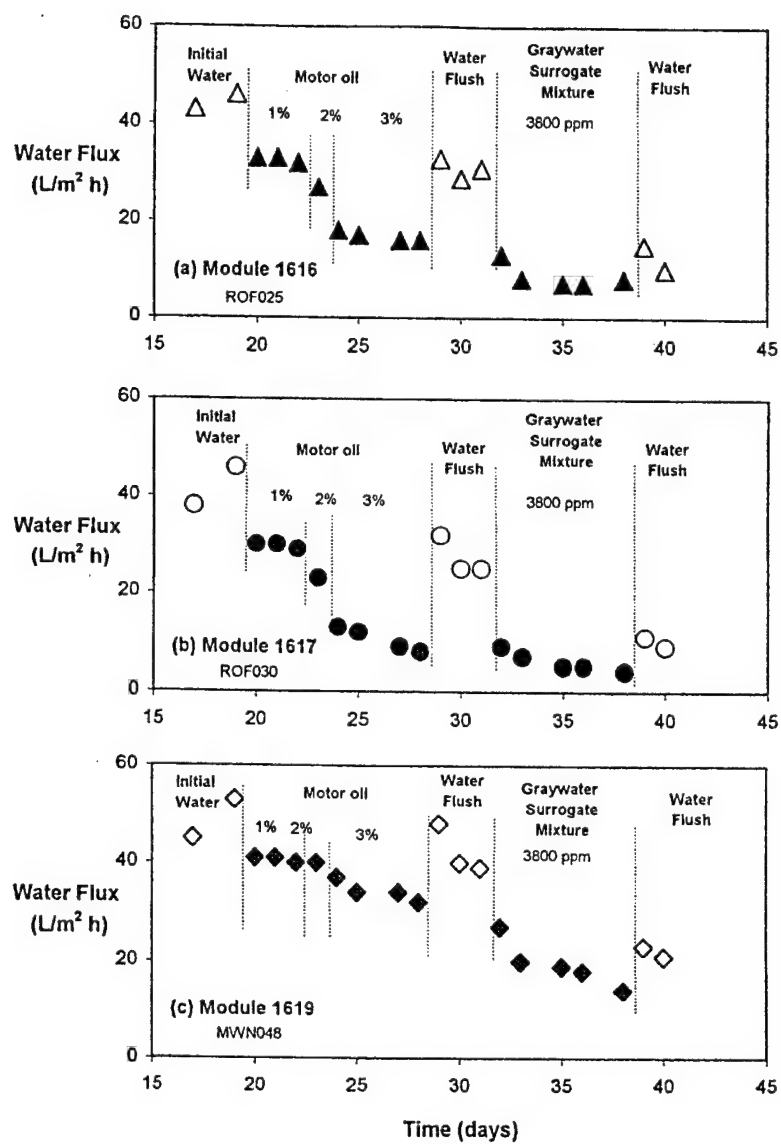 60
Initial
Water
Motor oil
Water
Flush
Graywater
Surrogate
Mixture
Water
Flush
1% 2% 3%
3800 ppm
40
Water Flux
(L/m² h)
20
(a) Module 1616
ROF025
0
15 20 25 30 35 40 45
60
Initial
Water
Motor oil
Water
Flush
Graywater
Surrogate
Mixture
Water
Flush
1% 2% 3%
3800 ppm
40
Water Flux
(L/m² h)
20
(b) Module 1617
ROF030
0
15 20 25 30 35 40 45
60
Initial
Water
Motor oil
Water
Flush
Graywater
Surrogate
Mixture
Water
Flush
1% 2% 3%
3800 ppm
40
Water Flux
(L/m² h)
20
(c) Module 1619
MWN048
0
15 20 25 30 35 40 45
Time (days)